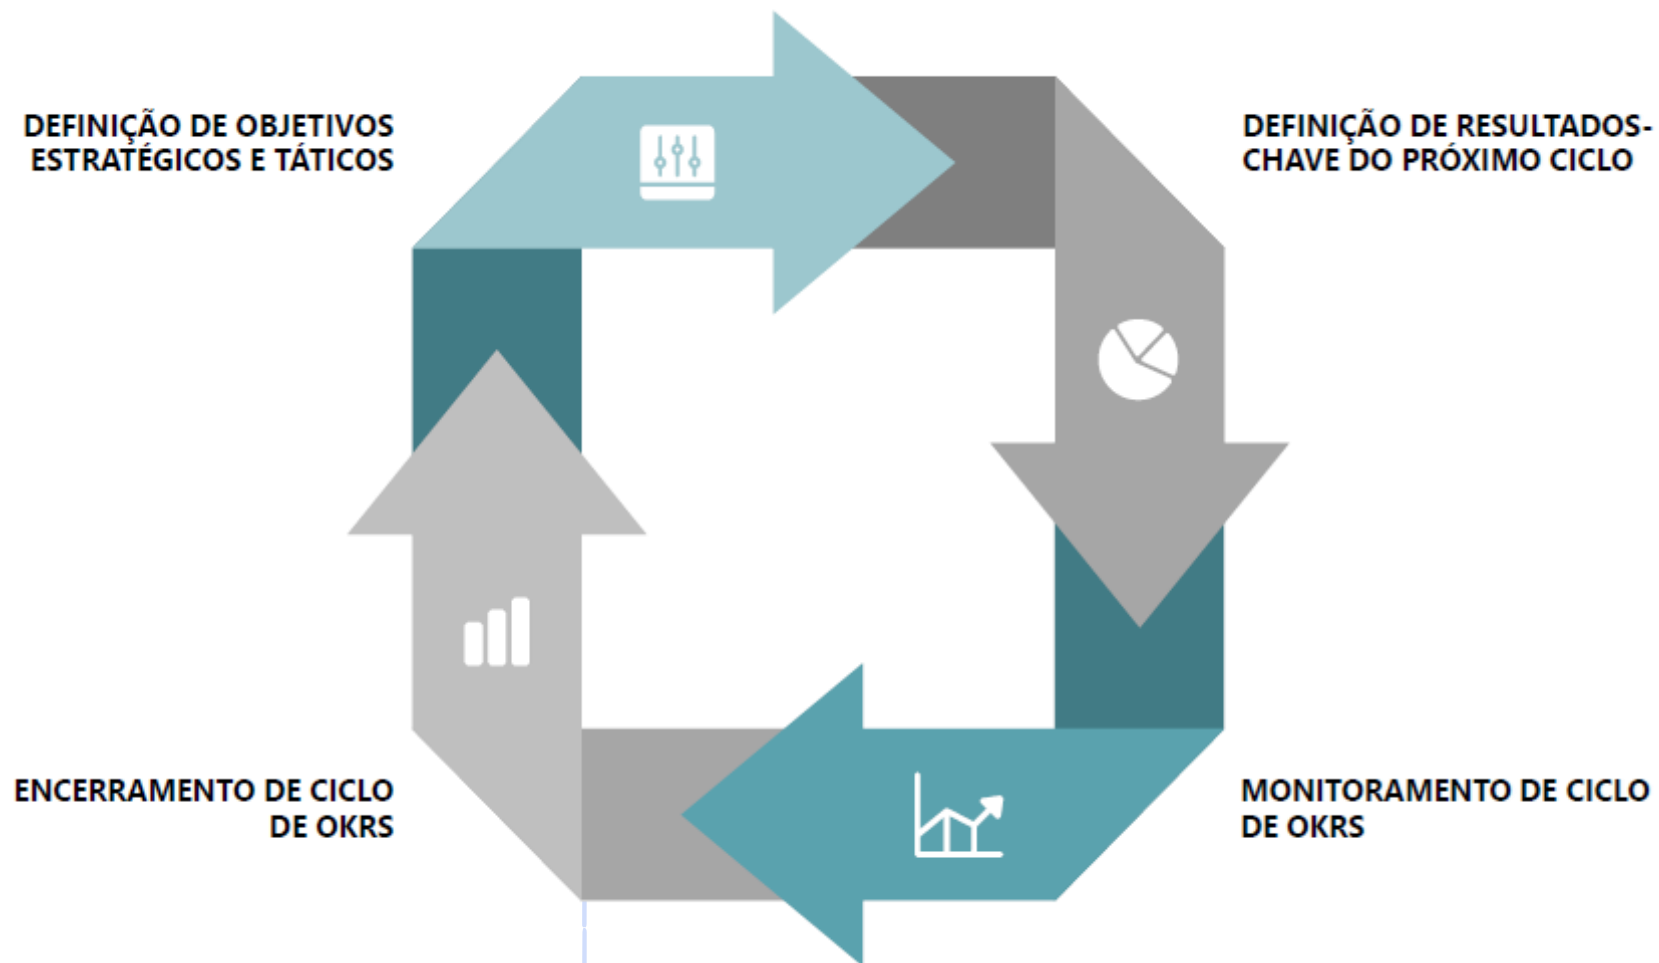 DEFINIÇÃO DE OBJETIVOS
ESTRATÉGICOS E TÁTICOS
DEFINIÇÃO DE RESULTADOS-
CHAVE DO PRÓXIMO CICLO
ENCERRAMENTO DE CICLO
DE OKRS
MONITORAMENTO DE CICLO
DE OKRS